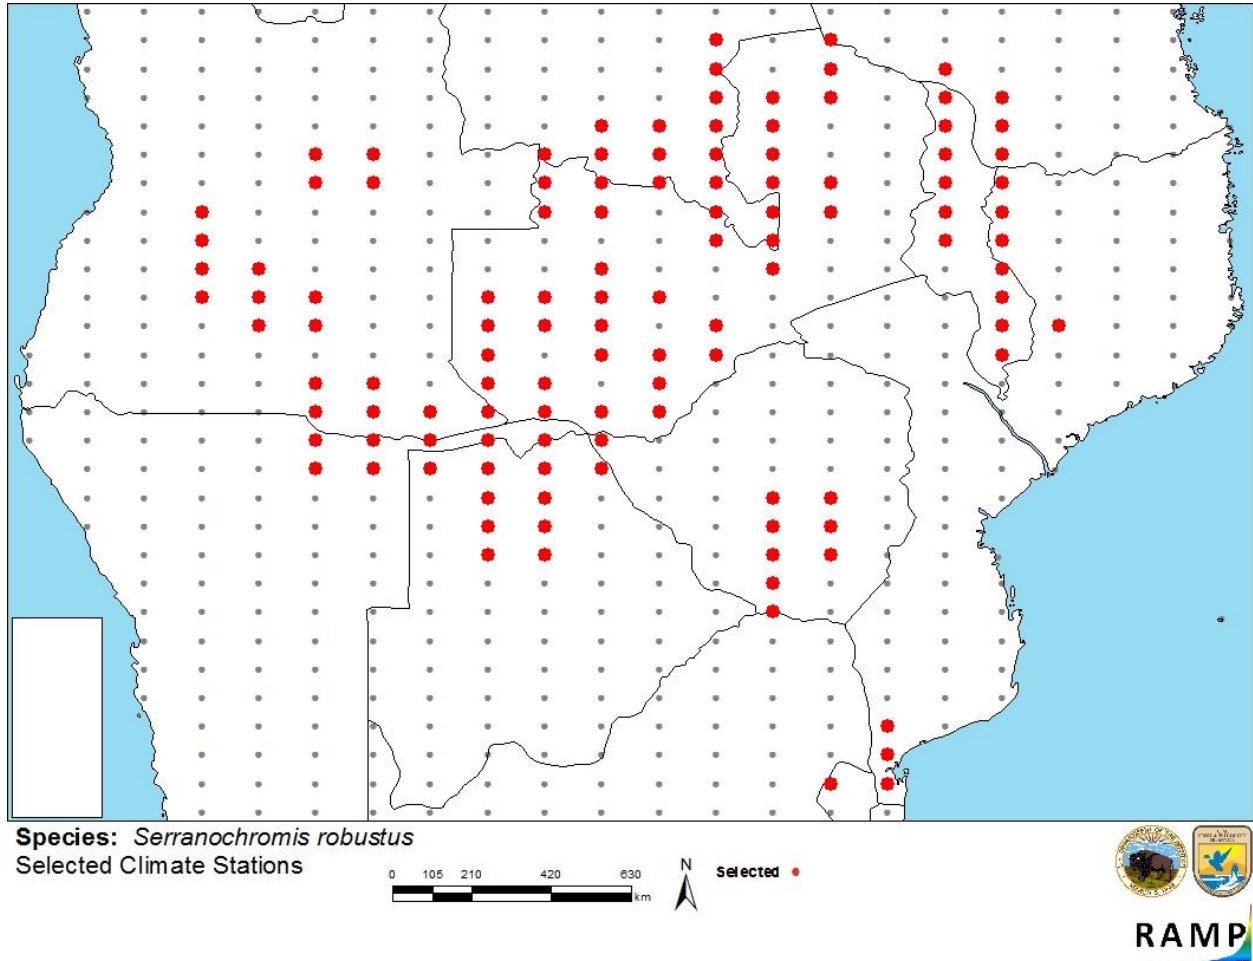 Species: Serranochromis robustus
Selected Climate Stations
0 105 210 420 630
km
N
Selected
RAMP